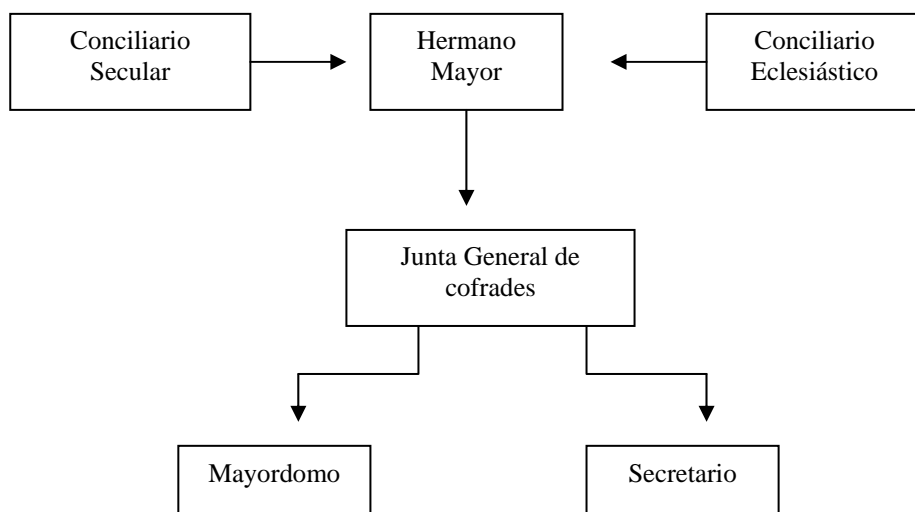 Conciliario
Secular
Hermano
Mayor
Conciliario
Eclesiástico
Junta General de
cofrades
Mayordomo
Secretario